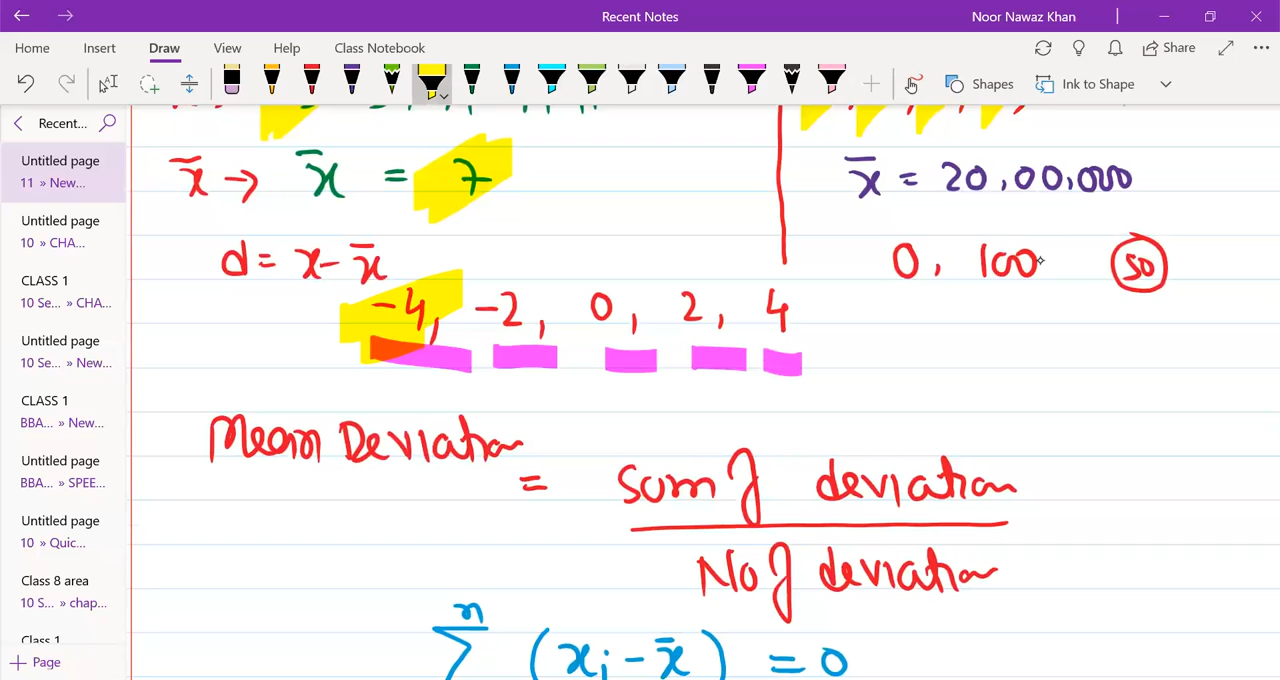 Recent Notes
Noor Nawaz Khan
Home Insert Draw View Help Class Notebook
Share
Shapes
Ink to Shape
Recent...
Untitled page
11 » New...
Untitled page
10 » CHA...
CLASS 1
10 Se... » CHA...
Untitled page
10 Se... » New...
CLASS 1
BBA... » New...
Untitled page
BBA... » SPEE...
Untitled page
10 » Quic...
Class 8 area
10 S... » chap...
Class 1
Page
x̄ → x̄ = 7
x̄ = 20,00,000
d = x - x̄
0, 100 50
-4, -2, 0, 2, 4
Mean Deviation = Sum of deviation
No of deviation
n
∑ (xi - x̄) = 0